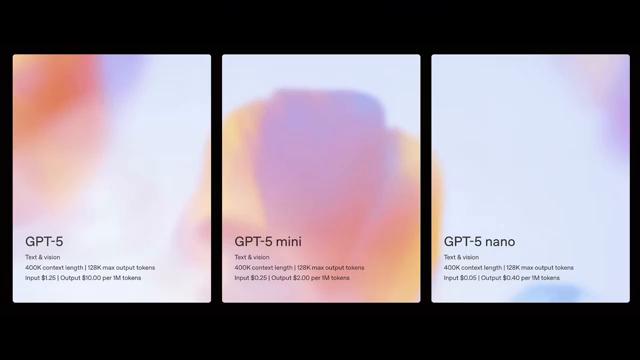 GPT-5
Text & vision
400K context length | 128K max output tokens
Input $1.25 | Output $10.00 per 1M tokens
GPT-5 mini
Text & vision
400K context length | 128K max output tokens
Input $0.25 | Output $2.00 per 1M tokens
GPT-5 nano
Text & vision
400K context length | 128K max output tokens
Input $0.05 | Output $0.40 per 1M tokens